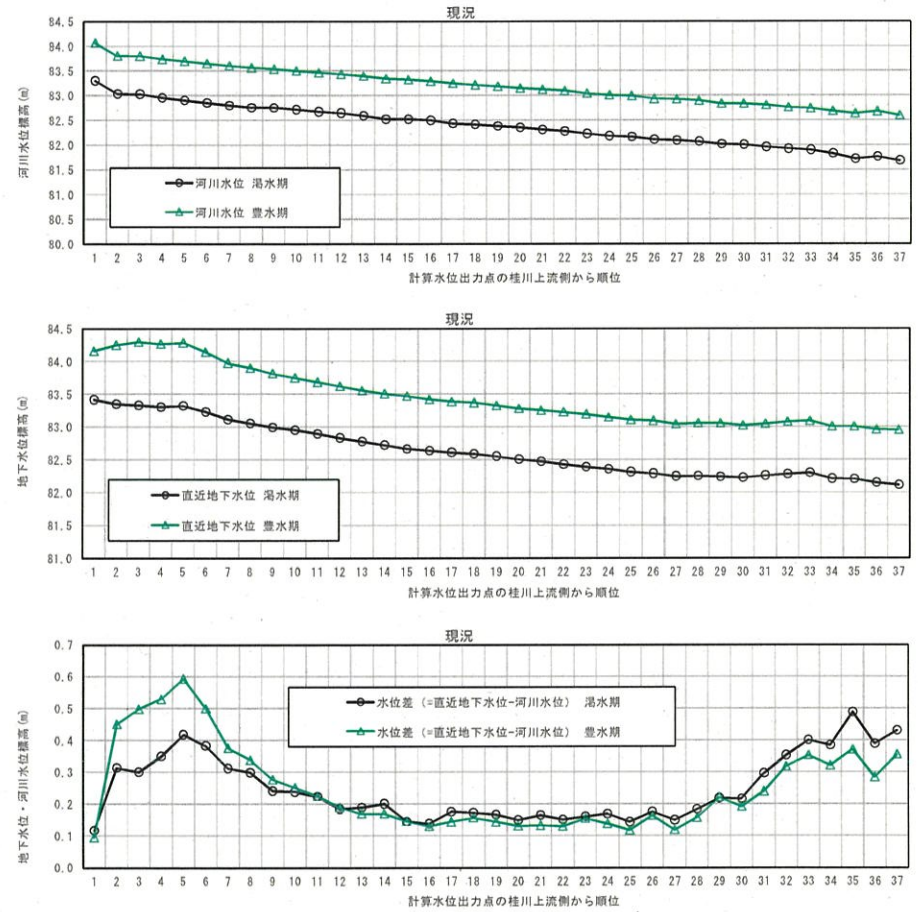 現況
河川水位標高(m)
84.5
84.0
83.5
83.0
82.5
82.0
81.5
81.0
80.5
80.0
河川水位 渇水期
河川水位 豊水期
1 2 3 4 5 6 7 8 9 10 11 12 13 14 15 16 17 18 19 20 21 22 23 24 25 26 27 28 29 30 31 32 33 34 35 36 37
計算水位出力点の桂川上流側から順位
現況
地下水位標高(m)
84.5
84.0
83.5
83.0
82.5
82.0
81.5
81.0
直近地下水位 渇水期
直近地下水位 豊水期
1 2 3 4 5 6 7 8 9 10 11 12 13 14 15 16 17 18 19 20 21 22 23 24 25 26 27 28 29 30 31 32 33 34 35 36 37
計算水位出力点の桂川上流側から順位
現況
地下水位・河川水位標高(m)
0.7
0.6
0.5
0.4
0.3
0.2
0.1
0.0
水位差 (=直近地下水位-河川水位) 渇水期
水位差 (=直近地下水位-河川水位) 豊水期
1 2 3 4 5 6 7 8 9 10 11 12 13 14 15 16 17 18 19 20 21 22 23 24 25 26 27 28 29 30 31 32 33 34 35 36 37
計算水位出力点の桂川上流側から順位